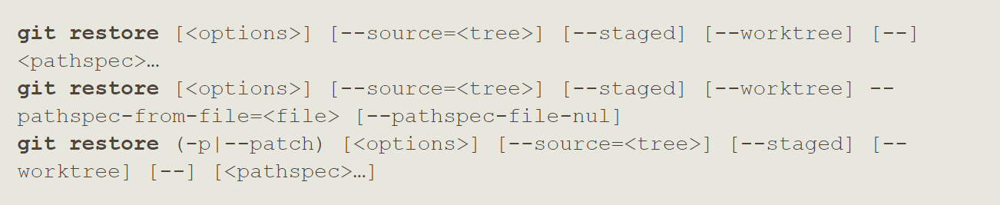 git restore [<options>] [--source=<tree>] [--staged] [--worktree] [--]
<pathspec>…
git restore [<options>] [--source=<tree>] [--staged] [--worktree] --
pathspec-from-file=<file> [--pathspec-file-nul]
git restore (-p|--patch) [<options>] [--source=<tree>] [--staged] [--
worktree] [--] [<pathspec>…]